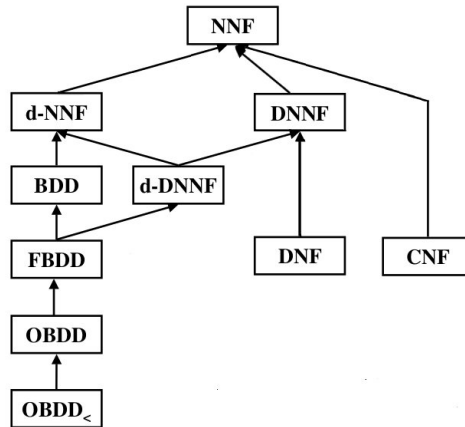 NNF
d-NNF
DNNF
BDD
d-DNNF
FBDD
DNF
CNF
OBDD
OBDD<